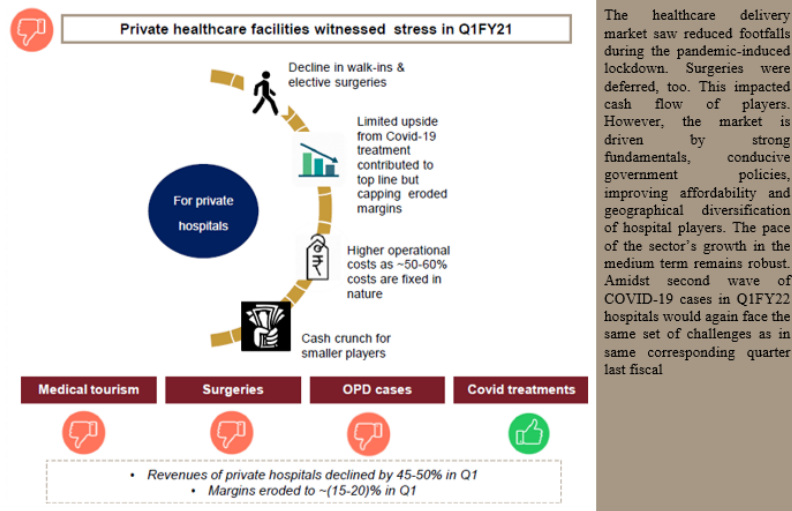 Private healthcare facilities witnessed stress in Q1FY21
Decline in walk-ins &
elective surgeries
Limited upside
from Covid-19
treatment
contributed to
top line but
capping eroded
margins
For private
hospitals
Higher operational
costs as ~50-60%
costs are fixed in
nature
Cash crunch for
smaller players
Medical tourism
Surgeries
OPD cases
Covid treatments
• Revenues of private hospitals declined by 45-50% in Q1
• Margins eroded to ~(15-20)% in Q1
The healthcare delivery
market saw reduced footfalls
during the pandemic-induced
lockdown. Surgeries were
deferred, too. This impacted
cash flow of players.
However, the market is
driven by strong
fundamentals, conducive
government policies,
improving affordability and
geographical diversification
of hospital players. The pace
of the sector's growth in the
medium term remains robust.
Amidst second wave of
COVID-19 cases in Q1FY22
hospitals would again face the
same set of challenges as in
same corresponding quarter
last fiscal